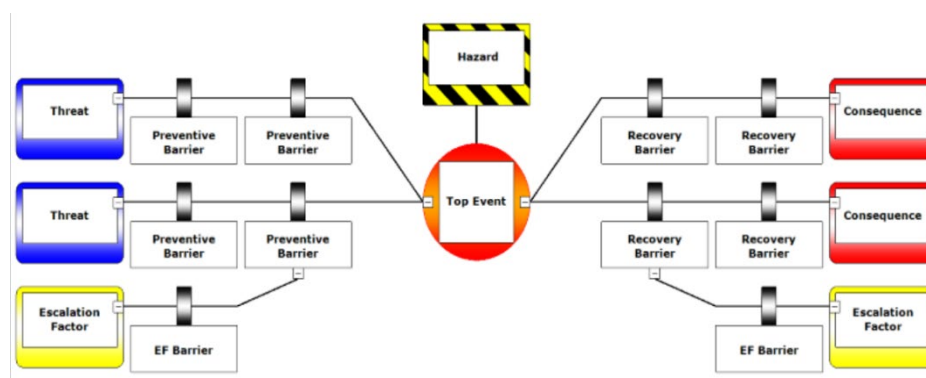 Hazard
Threat
Preventive
Barrier
Preventive
Barrier
Recovery
Barrier
Recovery
Barrier
Consequence
Top Event
Threat
Preventive
Barrier
Preventive
Barrier
Recovery
Barrier
Recovery
Barrier
Consequence
Escalation
Factor
EF Barrier
EF Barrier
Escalation
Factor